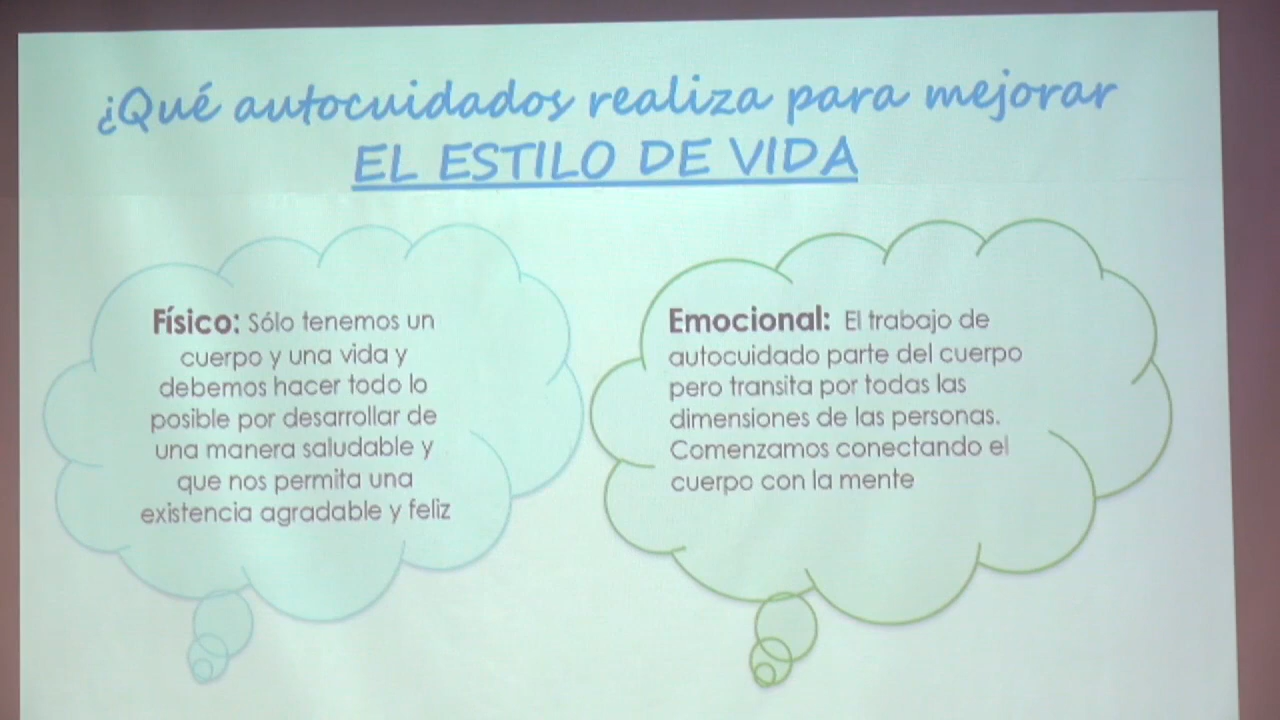 ¿Qué autocuidados realiza para mejorar
EL ESTILO DE VIDA
Físico: Sólo tenemos un
cuerpo y una vida y
debemos hacer todo lo
posible por desarrollar de
una manera saludable y
que nos permita una
existencia agradable y feliz
Emocional: El trabajo de
autocuidado parte del cuerpo
pero transita por todas las
dimensiones de las personas.
Comenzamos conectando el
cuerpo con la mente